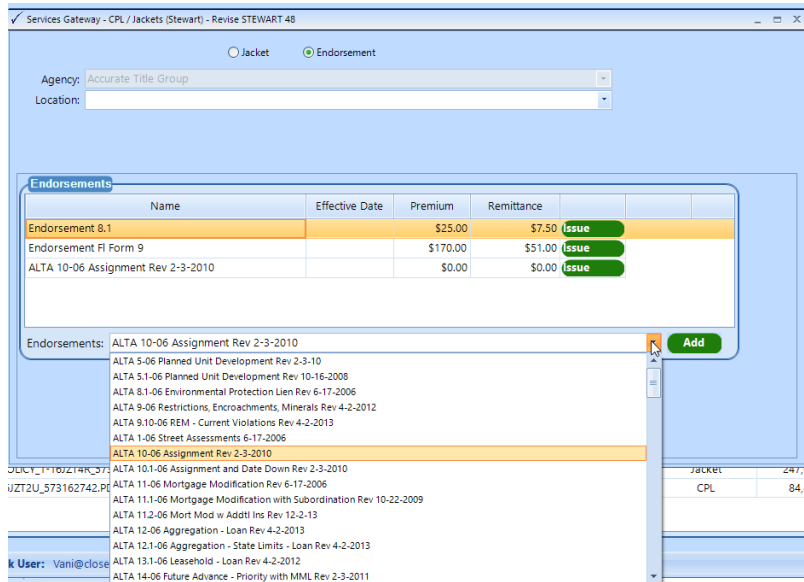 Services Gateway - CPL / Jackets (Stewart) - Revise STEWART 48
Jacket Endorsement
Agency: Accurate Title Group
Location:
Endorsements
Name Effective Date Premium Remittance
Endorsement 8.1 $25.00 $7.50 Issue
Endorsement Fl Form 9 $170.00 $51.00 Issue
ALTA 10-06 Assignment Rev 2-3-2010 $0.00 $0.00 Issue
Endorsements: ALTA 10-06 Assignment Rev 2-3-2010 Add
ALTA 5-06 Planned Unit Development Rev 2-3-10
ALTA 5.1-06 Planned Unit Development Rev 10-16-2008
ALTA 8.1-06 Environmental Protection Lien Rev 6-17-2006
ALTA 9-06 Restrictions, Encroachments, Minerals Rev 4-2-2012
ALTA 9.10-06 REM - Current Violations Rev 4-2-2013
ALTA 1-06 Street Assessments 6-17-2006
ALTA 10-06 Assignment Rev 2-3-2010
ALTA 10.1-06 Assignment and Date Down Rev 2-3-2010
Jacket 247,
ALTA 11-06 Mortgage Modification Rev 6-17-2006
JZT2U_573162742.PD CPL 84,
ALTA 11.1-06 Mortgage Modification with Subordination Rev 10-22-2009
ALTA 11.2-06 Mort Mod w Addtl Ins Rev 12-2-13
ALTA 12-06 Aggregation - Loan Rev 4-2-2013
ALTA 12.1-06 Aggregation - State Limits - Loan Rev 4-2-2013
ALTA 13.1-06 Leasehold - Loan Rev 4-2-2012
k User: Vani@close
ALTA 14-06 Future Advance - Priority with MML Rev 2-3-2011